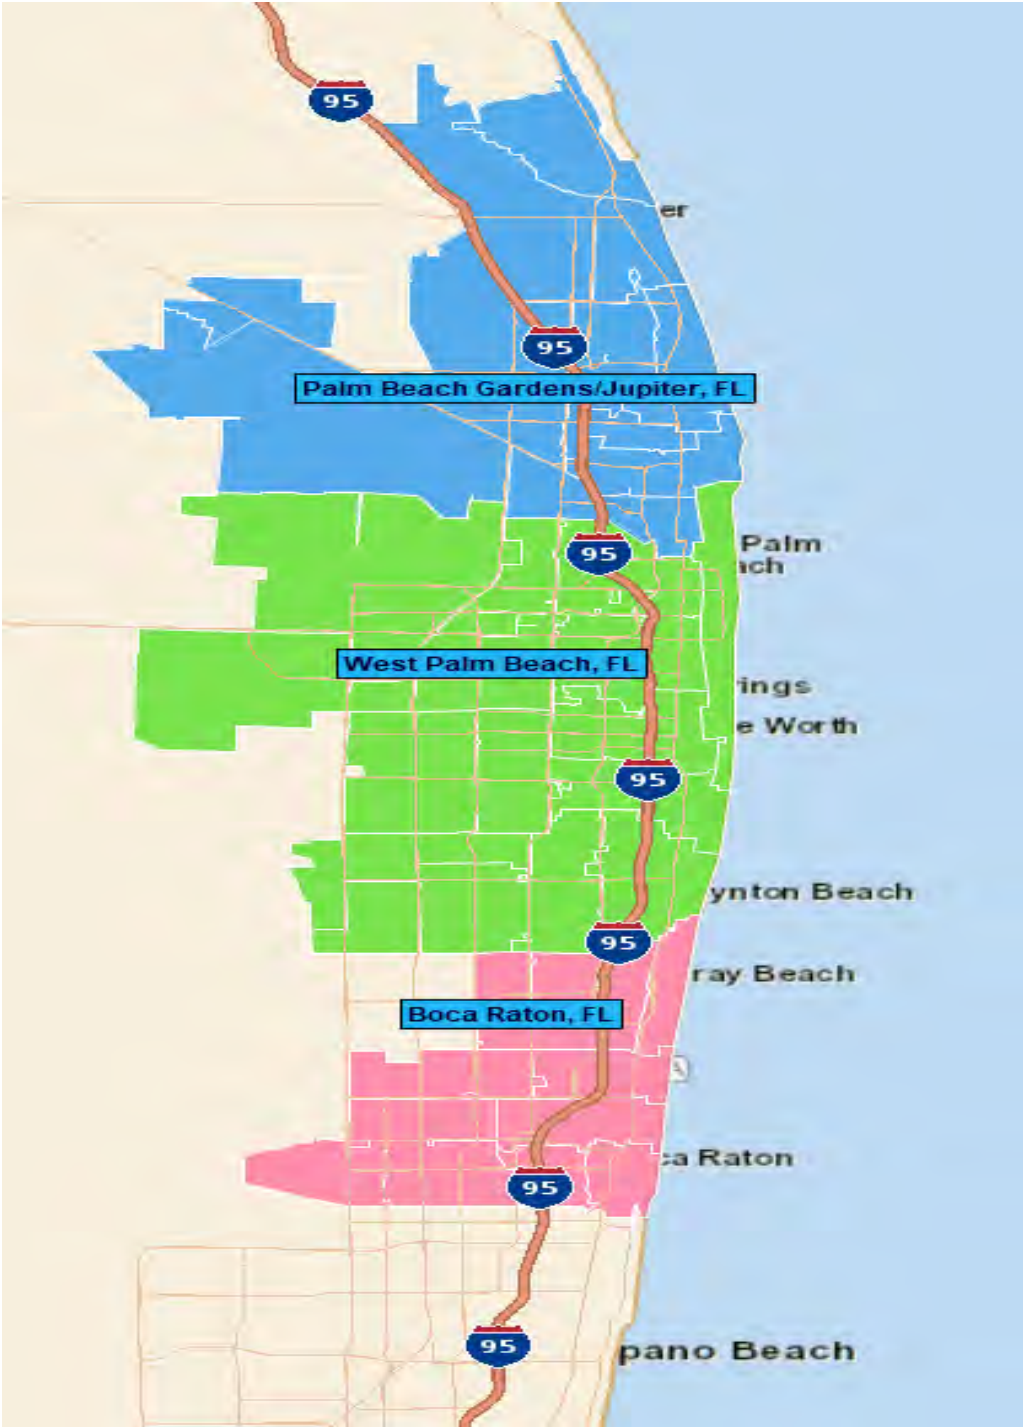 95
er
95
Palm Beach Gardens/Jupiter, FL
Palm
ach
95
West Palm Beach, FL
rings
e Worth
95
ynton Beach
95
ray Beach
Boca Raton, FL
A
ca Raton
95
95
pano Beach